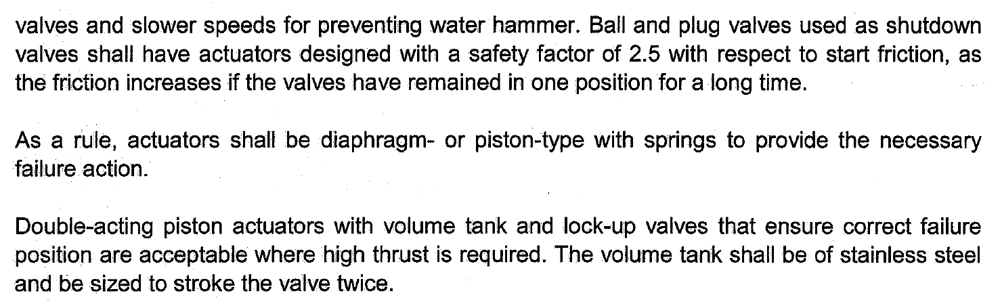 valves and slower speeds for preventing water hammer. Ball and plug valves used as shutdown
valves shall have actuators designed with a safety factor of 2.5 with respect to start friction, as
the friction increases if the valves have remained in one position for a long time.
As a rule, actuators shall be diaphragm- or piston-type with springs to provide the necessary
failure action.
Double-acting piston actuators with volume tank and lock-up valves that ensure correct failure
position are acceptable where high thrust is required. The volume tank shall be of stainless steel
and be sized to stroke the valve twice.